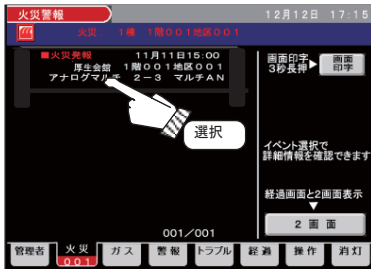 火災警報
12月12日 17:15
火災 1棟 1階001地区001
■火災発報 11月11日15:00
厚生会館 1階001地区001
アナログマルチ 2-3 マルチAN
画面印字
3秒長押▶
画面
印字
選択
イベント選択で
詳細情報を確認できます
経過画面と2画面表示
▼
2 画 面
001/001
管理者 火災 ガス 警報 トラブル 経過 操作 消灯
001